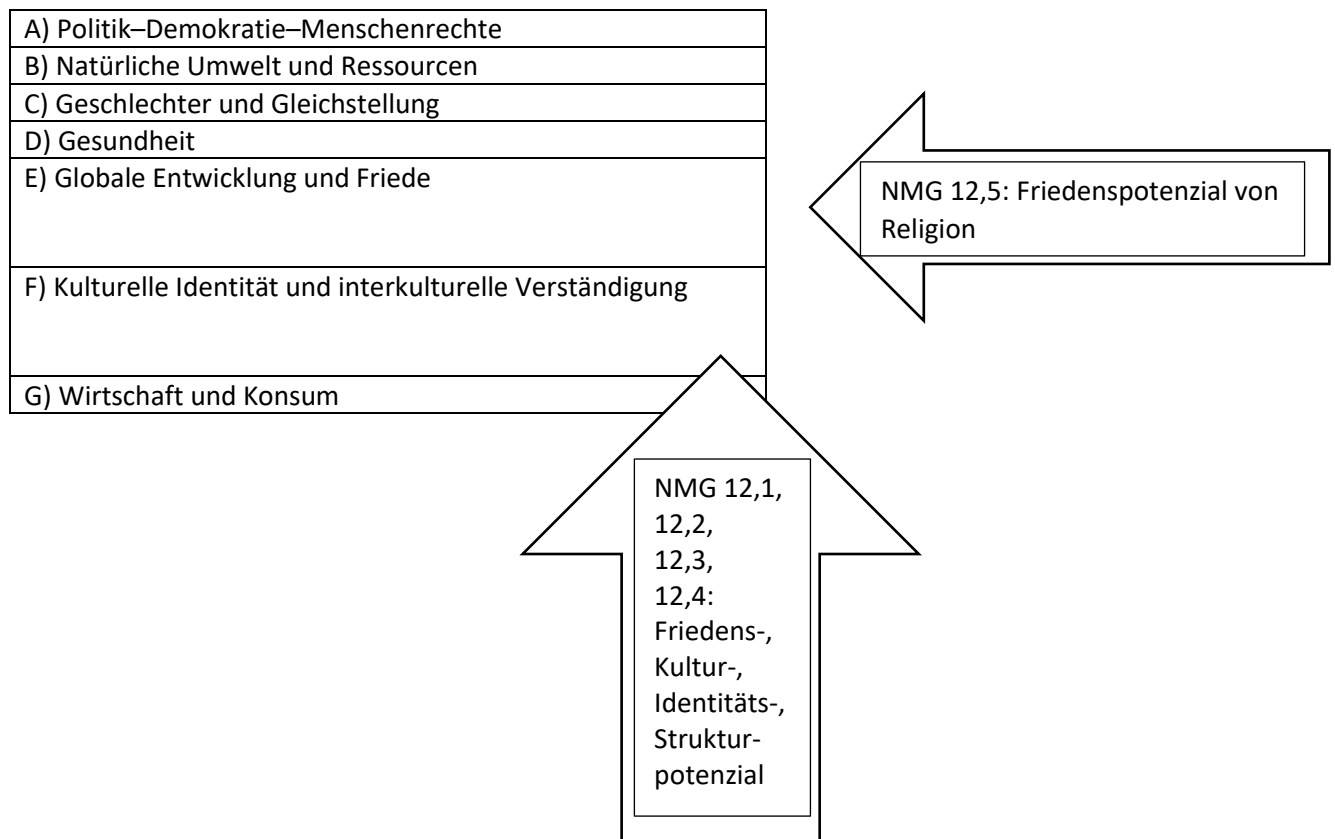 A) Politik–Demokratie–Menschenrechte
B) Natürliche Umwelt und Ressourcen
C) Geschlechter und Gleichstellung
D) Gesundheit
E) Globale Entwicklung und Friede
F) Kulturelle Identität und interkulturelle Verständigung
G) Wirtschaft und Konsum
NMG 12,5: Friedenspotenzial von
Religion
NMG 12,1,
12,2,
12,3,
12,4:
Friedens-,
Kultur-,
Identitäts-,
Struktur-
potenzial